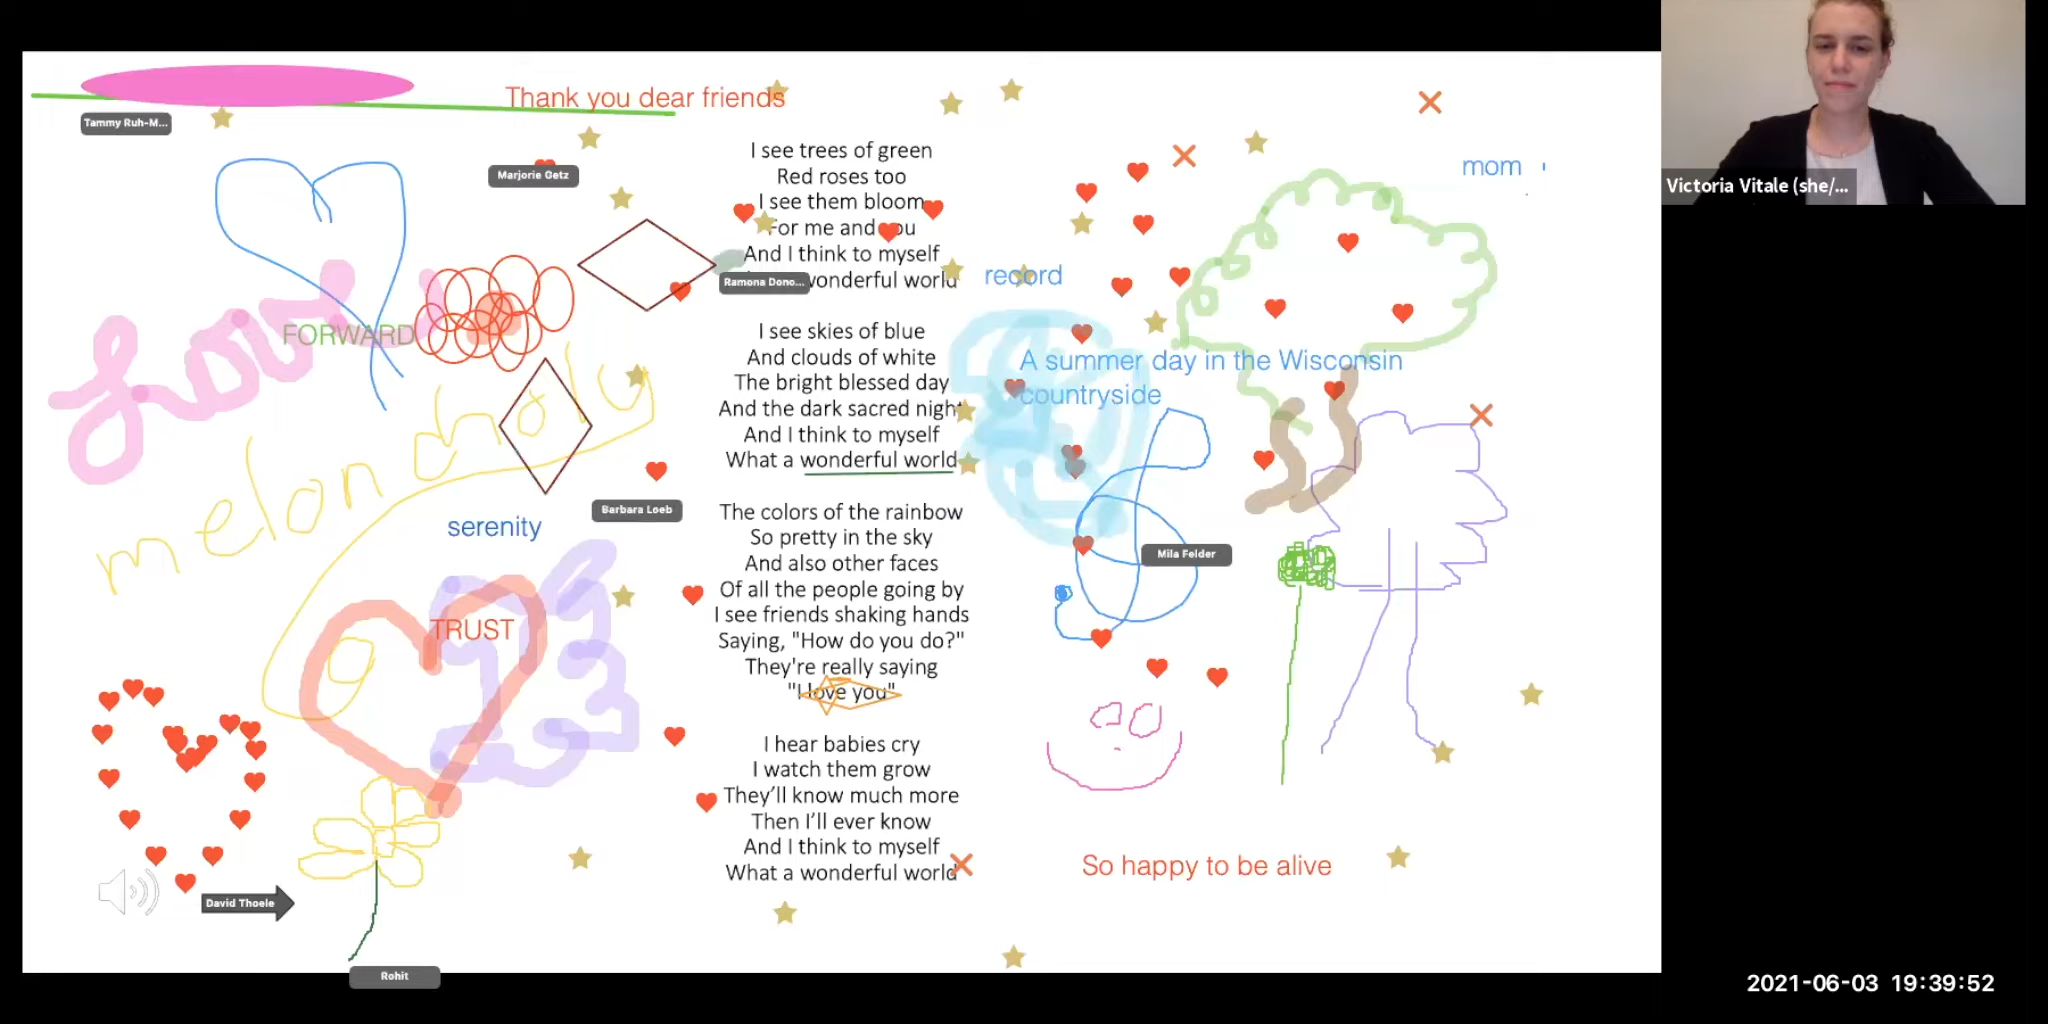 Thank you dear friends
Tammy Ruh-M...
Marjorie Getz
mom
Victoria Vitale (she/...
I see trees of green
Red roses too
I see them bloom
For me and you
And I think to myself
wonderful world
Ramona Dono...
record
love
FORWARD
I see skies of blue
And clouds of white
The bright blessed day
And the dark sacred night
And I think to myself
What a wonderful world
A summer day in the Wisconsin
countryside
meloncholy
Barbara Loeb
serenity
Mila Felder
The colors of the rainbow
So pretty in the sky
And also other faces
Of all the people going by
I see friends shaking hands
Saying, "How do you do?"
They're really saying
"I love you"
TRUST
I hear babies cry
I watch them grow
They'll know much more
Then I'll ever know
And I think to myself
What a wonderful world
So happy to be alive
David Thoele
Rohit
2021-06-03 19:39:52